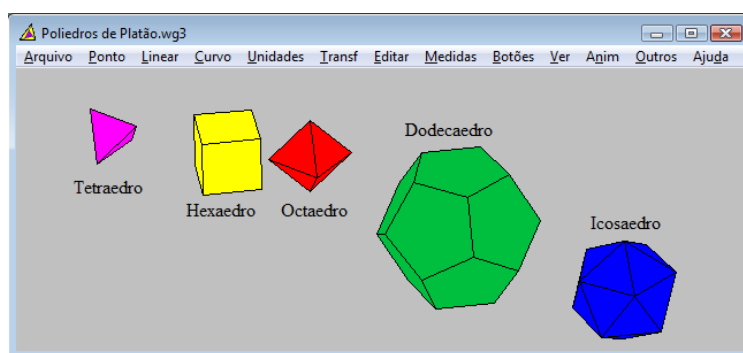 Poliedros de Platão.wg3
Arquivo Ponto Linear Curvo Unidades Transf Editar Medidas Botões Ver Anim Outros Ajuda
Dodecaedro
Tetraedro
Hexaedro Octaedro
Icosaedro